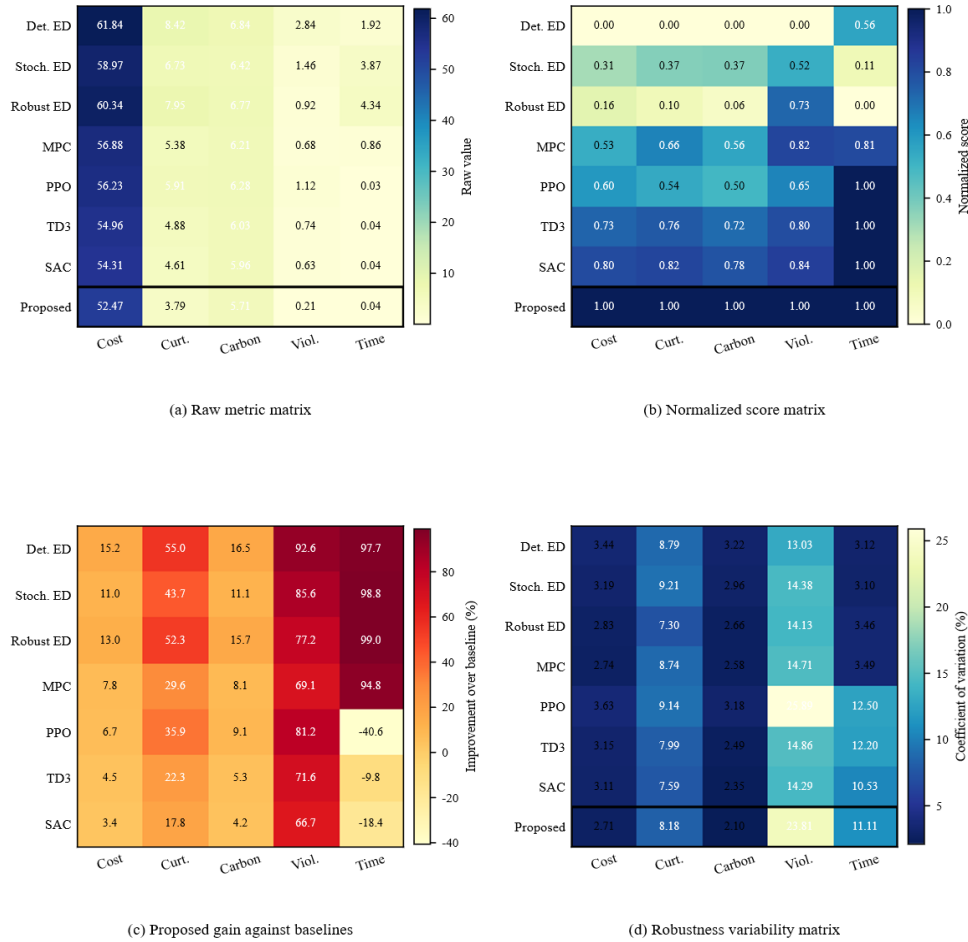 Det. ED 61.84 8.42 6.84 2.84 1.92
Stoch. ED 58.97 6.73 6.42 1.46 3.87
Robust ED 60.34 7.95 6.77 0.92 4.34
MPC 56.88 5.38 6.21 0.68 0.86
PPO 56.23 5.91 6.28 1.12 0.03
TD3 54.96 4.88 6.03 0.74 0.04
SAC 54.31 4.61 5.96 0.63 0.04
Proposed 52.47 3.79 5.71 0.21 0.04
Cost Curt. Carbon Viol. Time
60
50
40
30
20
10
Raw value
(a) Raw metric matrix
Det. ED 0.00 0.00 0.00 0.00 0.56
Stoch. ED 0.31 0.37 0.37 0.52 0.11
Robust ED 0.16 0.10 0.06 0.73 0.00
MPC 0.53 0.66 0.56 0.82 0.81
PPO 0.60 0.54 0.50 0.65 1.00
TD3 0.73 0.76 0.72 0.80 1.00
SAC 0.80 0.82 0.78 0.84 1.00
Proposed 1.00 1.00 1.00 1.00 1.00
Cost Curt. Carbon Viol. Time
1.0
0.8
0.6
0.4
0.2
0.0
Normalized score
(b) Normalized score matrix
Det. ED 15.2 55.0 16.5 92.6 97.7
Stoch. ED 11.0 43.7 11.1 85.6 98.8
Robust ED 13.0 52.3 15.7 77.2 99.0
MPC 7.8 29.6 8.1 69.1 94.8
PPO 6.7 35.9 9.1 81.2 -40.6
TD3 4.5 22.3 5.3 71.6 -9.8
SAC 3.4 17.8 4.2 66.7 -18.4
Cost Curt. Carbon Viol. Time
80
60
40
20
0
-20
-40
Improvement over baseline (%)
(c) Proposed gain against baselines
Det. ED 3.44 8.79 3.22 13.03 3.12
Stoch. ED 3.19 9.21 2.96 14.38 3.10
Robust ED 2.83 7.30 2.66 14.13 3.46
MPC 2.74 8.74 2.58 14.71 3.49
PPO 3.63 9.14 3.18 12.50
TD3 3.15 7.99 2.49 14.86 12.20
SAC 3.11 7.59 2.35 14.29 10.53
Proposed 2.71 8.18 2.10 23.81 11.11
Cost Curt. Carbon Viol. Time
25
20
15
10
5
Coefficient of variation (%)
(d) Robustness variability matrix